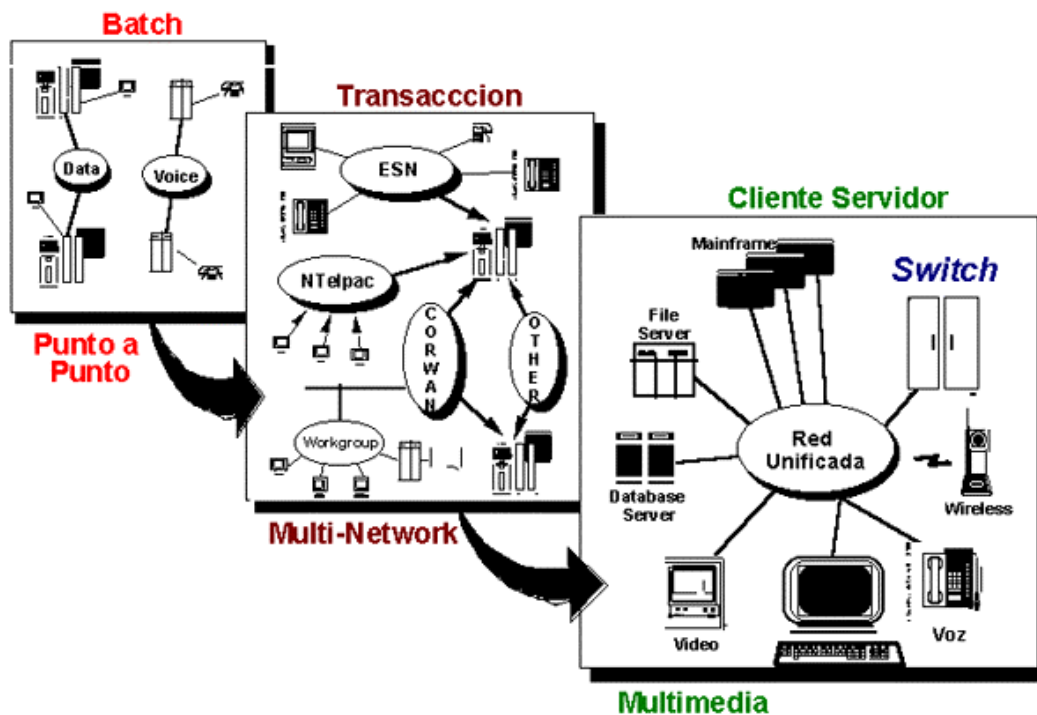 Batch
Data
Voice
Punto a
Punto
Transacccion
ESN
NTelpac
CORWAN
OTHER
Workgroup
Multi-Network
Cliente Servidor
Mainframe
Switch
File
Server
Red
Unificada
Database
Server
Wireless
Video
Voz
Multimedia